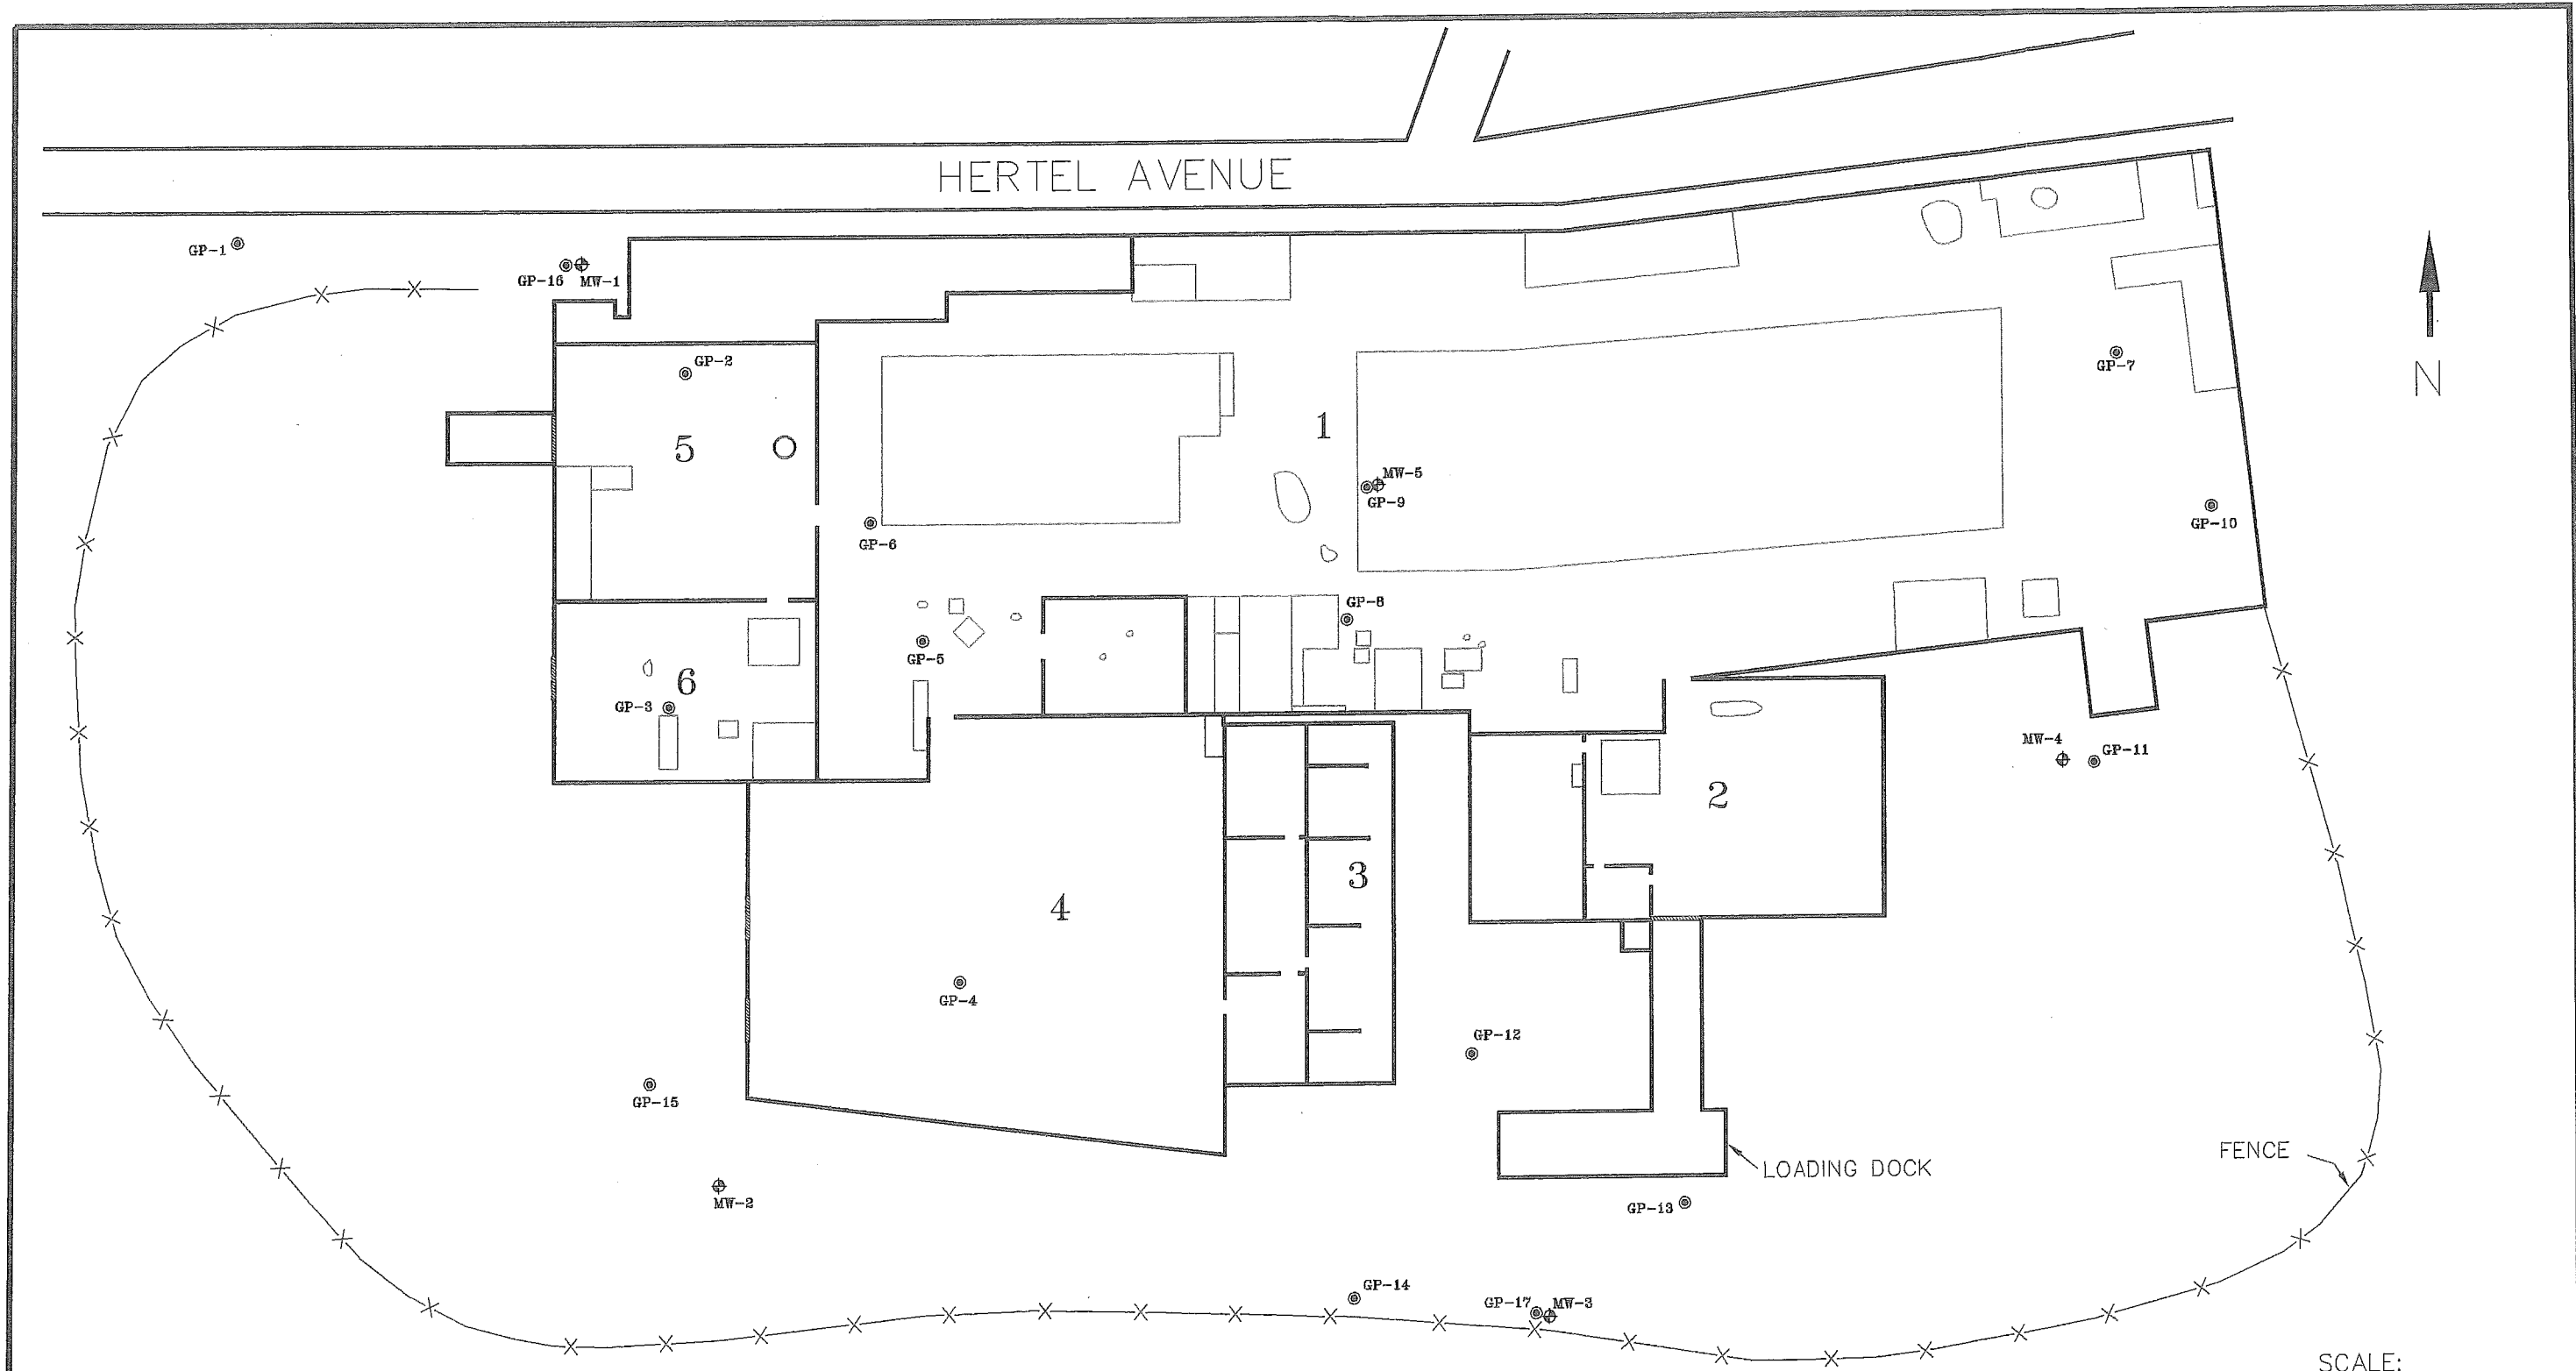 HERTEL AVENUE
GP-1
GP-16
MW-1
N
GP-2
GP-7
1
5
MW-5
GP-9
GP-10
GP-6
GP-8
GP-5
6
GP-3
MW-4
GP-11
2
3
4
GP-4
GP-12
GP-15
FENCE
LOADING DOCK
MW-2
GP-13
GP-14
GP-17
MW-3
SCALE: